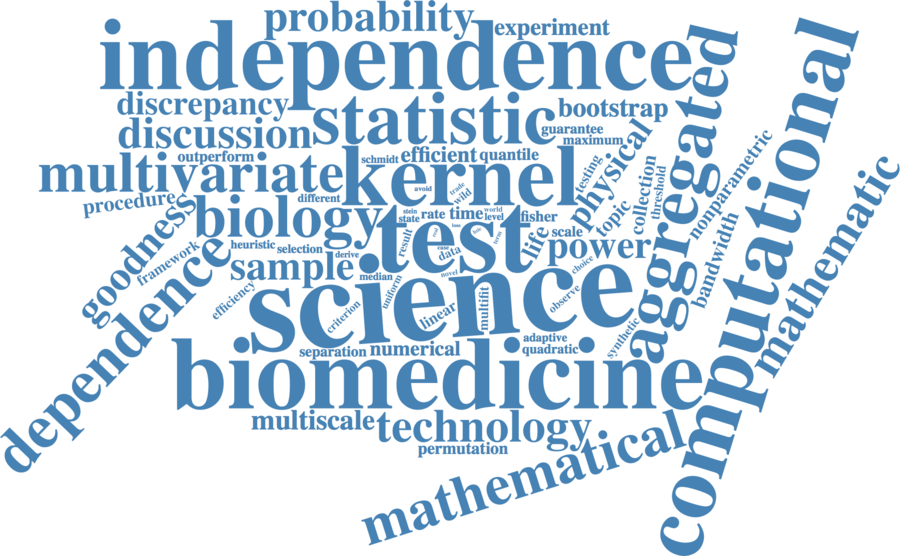 probability
experiment
independence
discrepancy
statistic
bootstrap
discussion
guarantee
maximum
aggregated
computational
outperform
schmidt
efficient
quantile
physical
multivariate
kernel
testing
collection
threshold
nonparametric
mathematic
different
avoid
trade
wild
procedure
biology
stein
state
rate
time
world
level
fisher
topic
goodness
framework
heuristic
selection
derive
result
test
data
case
life
scale
power
bandwidth
dependence
sample
median
novel
choice
efficiency
science
uniform
criterion
linear
multifit
observe
synthetic
separation
numerical
adaptive
quadratic
biomedicine
multiscale
technology
permutation
mathematical